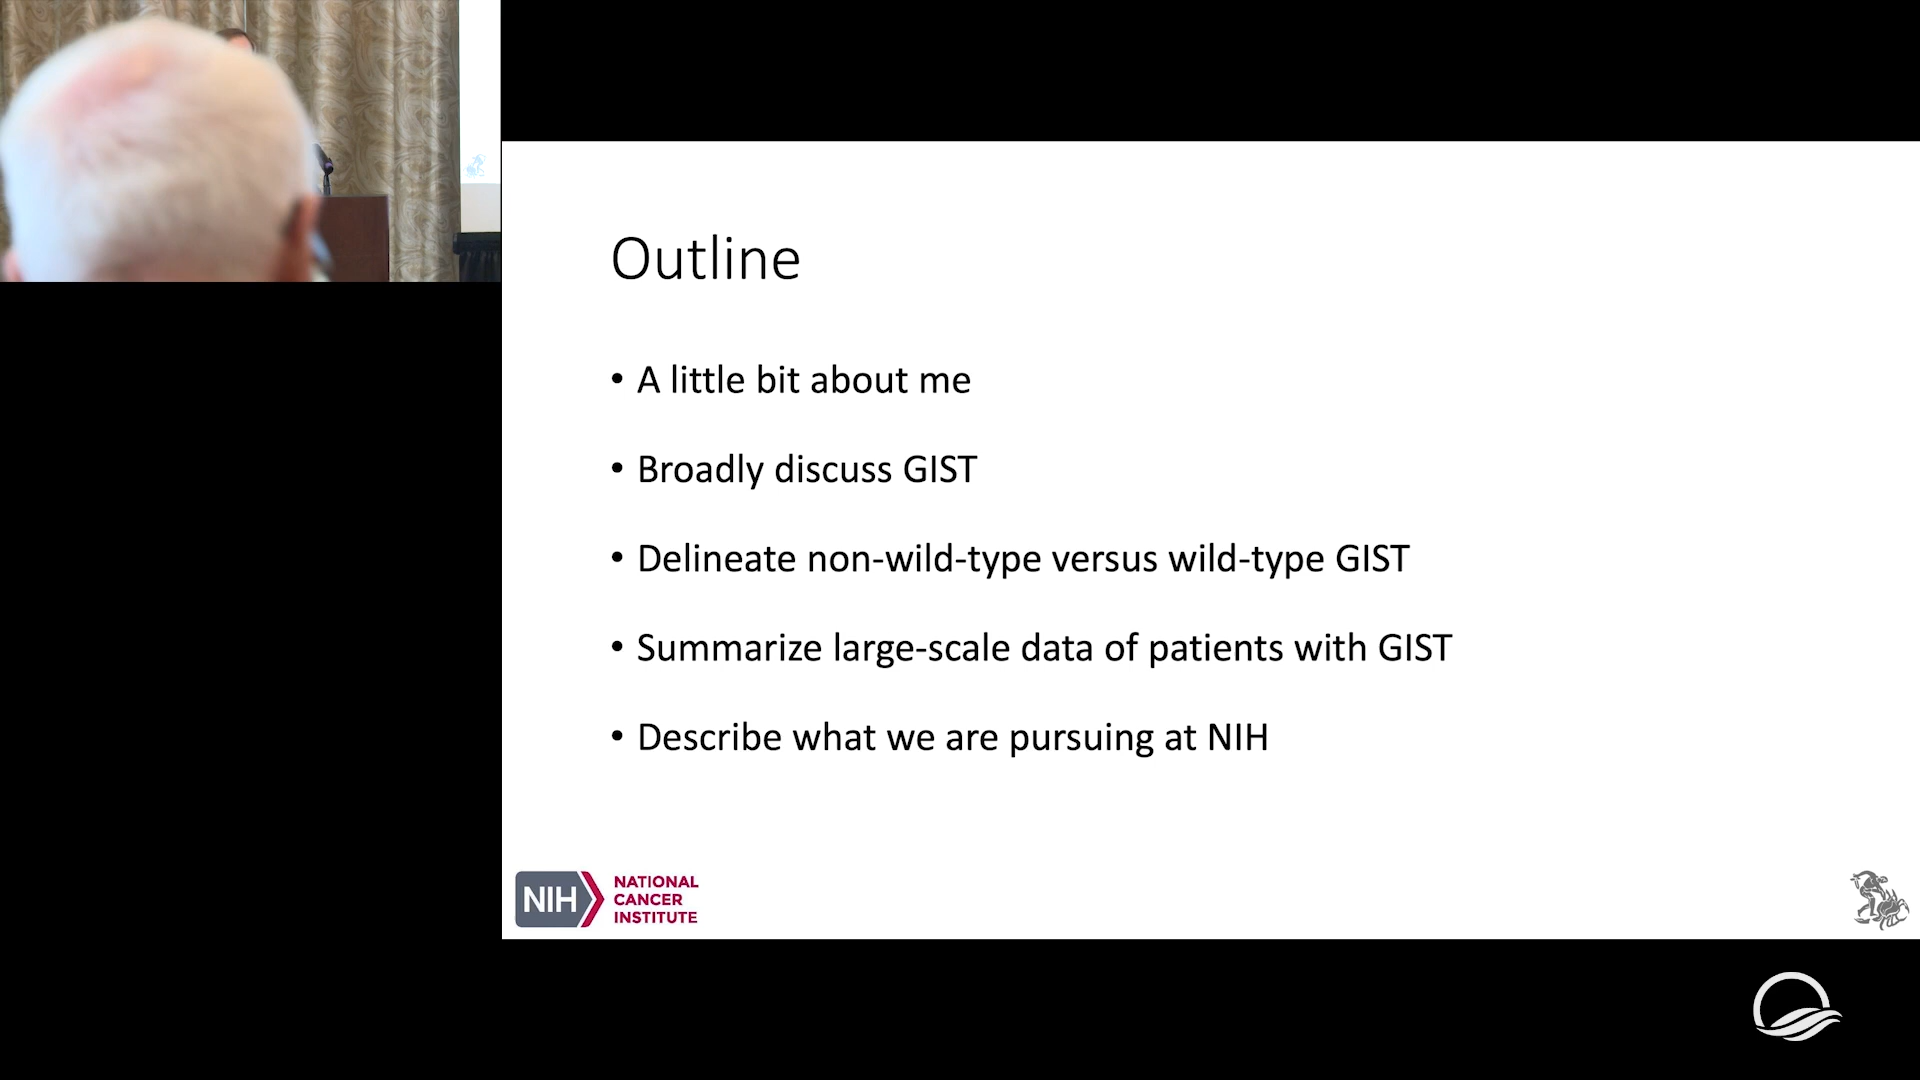 Outline
• A little bit about me
• Broadly discuss GIST
• Delineate non-wild-type versus wild-type GIST
• Summarize large-scale data of patients with GIST
• Describe what we are pursuing at NIH
NIH
NATIONAL
CANCER
INSTITUTE